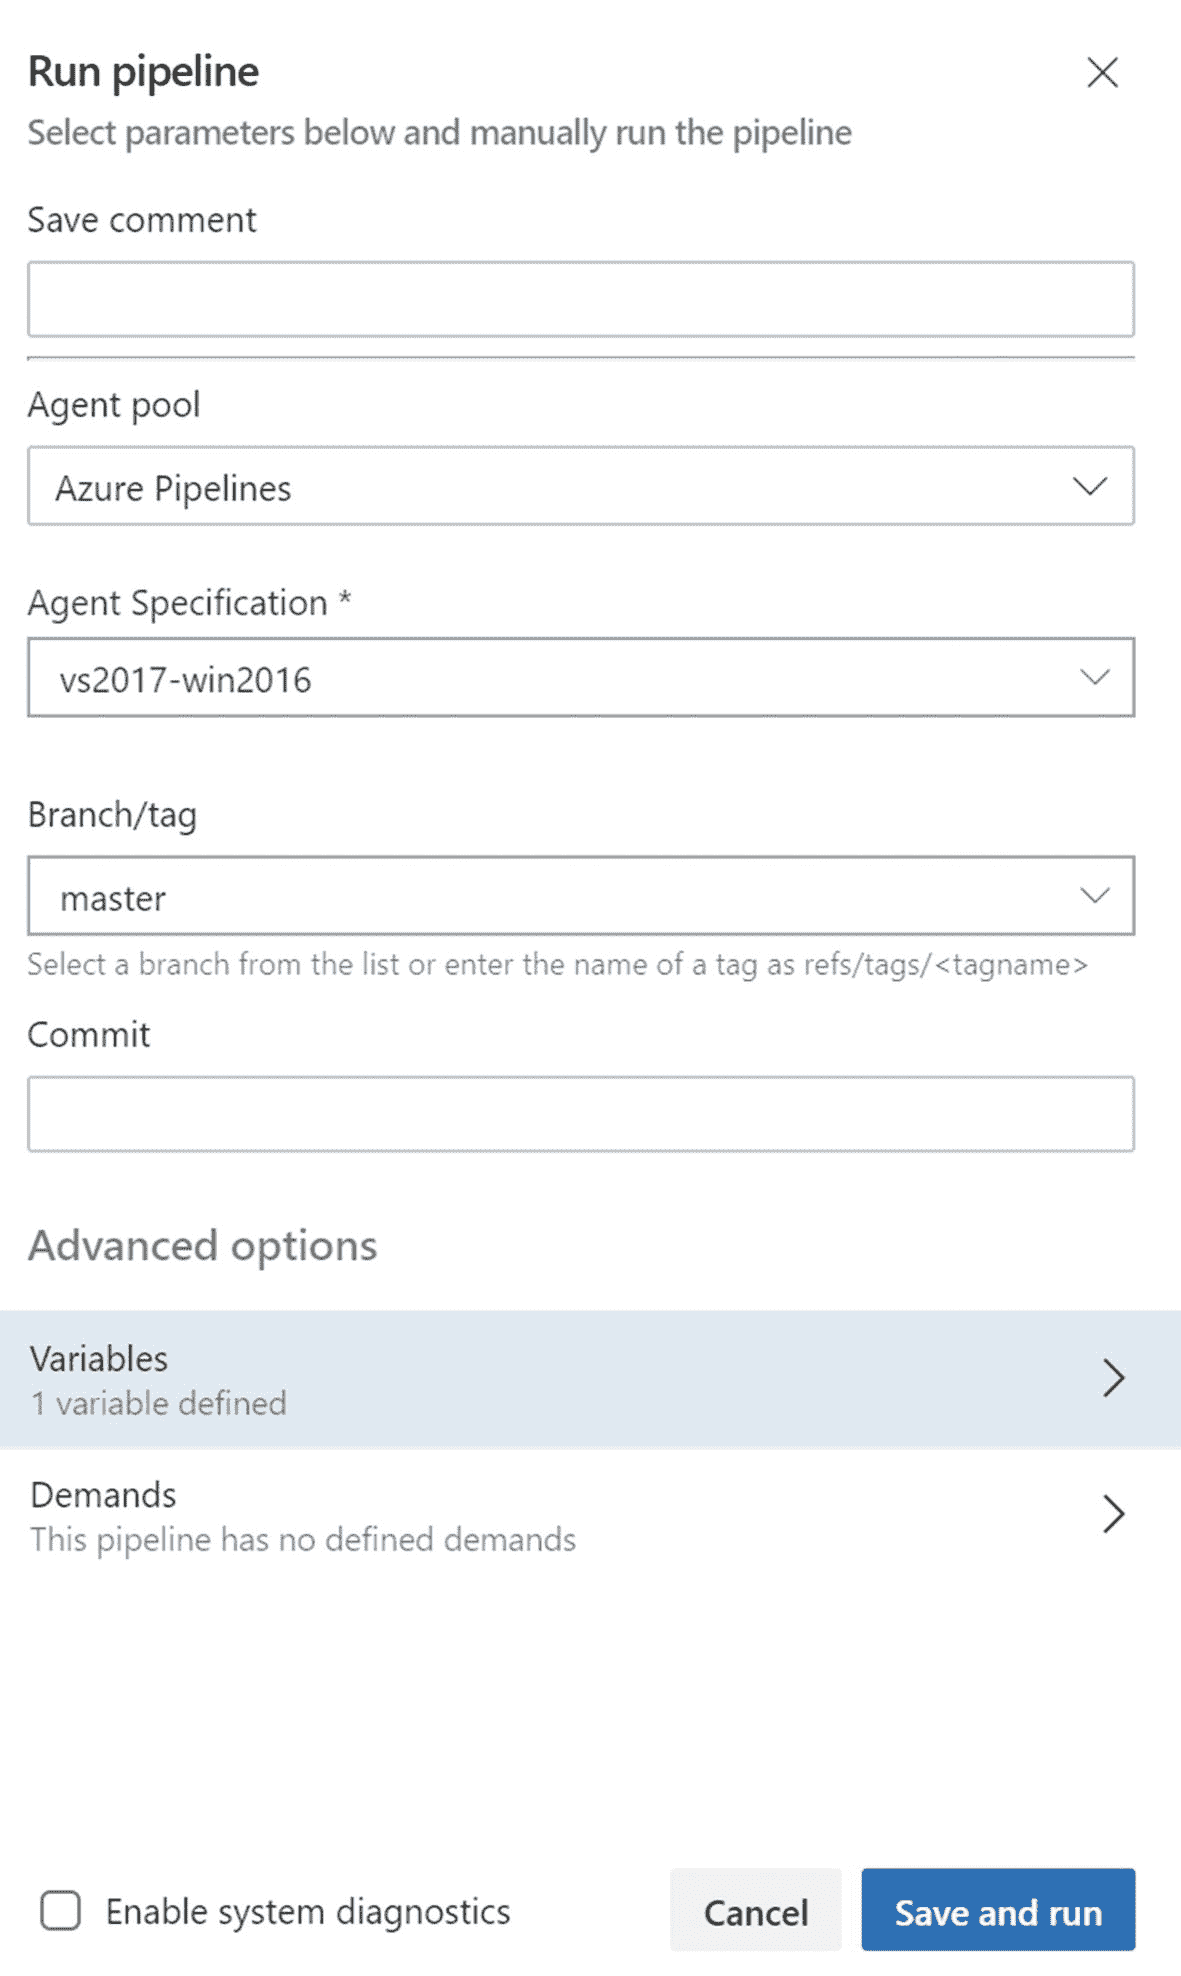 Run pipeline
Select parameters below and manually run the pipeline
Save comment
Agent pool
Azure Pipelines
Agent Specification *
vs2017-win2016
Branch/tag
master
Select a branch from the list or enter the name of a tag as refs/tags/<tagname>
Commit
Advanced options
Variables
1 variable defined
Demands
This pipeline has no defined demands
Enable system diagnostics
Cancel
Save and run